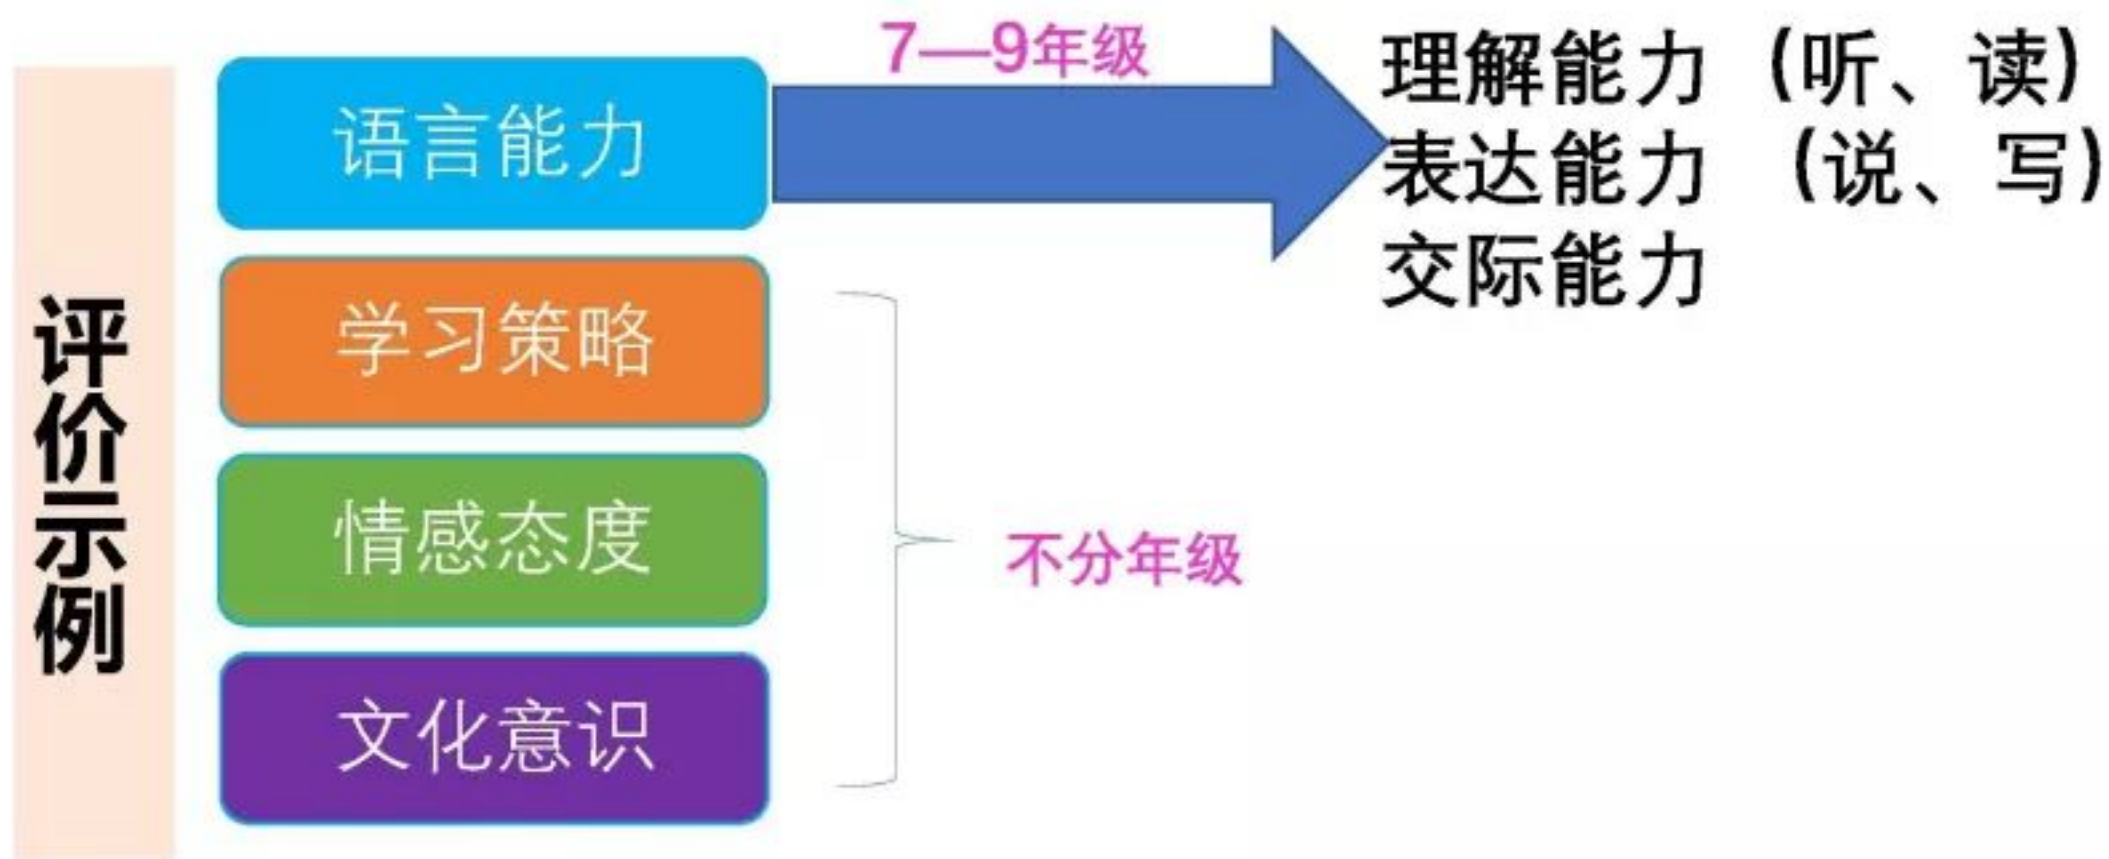 评价示例
语言能力
7—9年级
理解能力（听、读）
表达能力（说、写）
交际能力
学习策略
情感态度
文化意识
不分年级